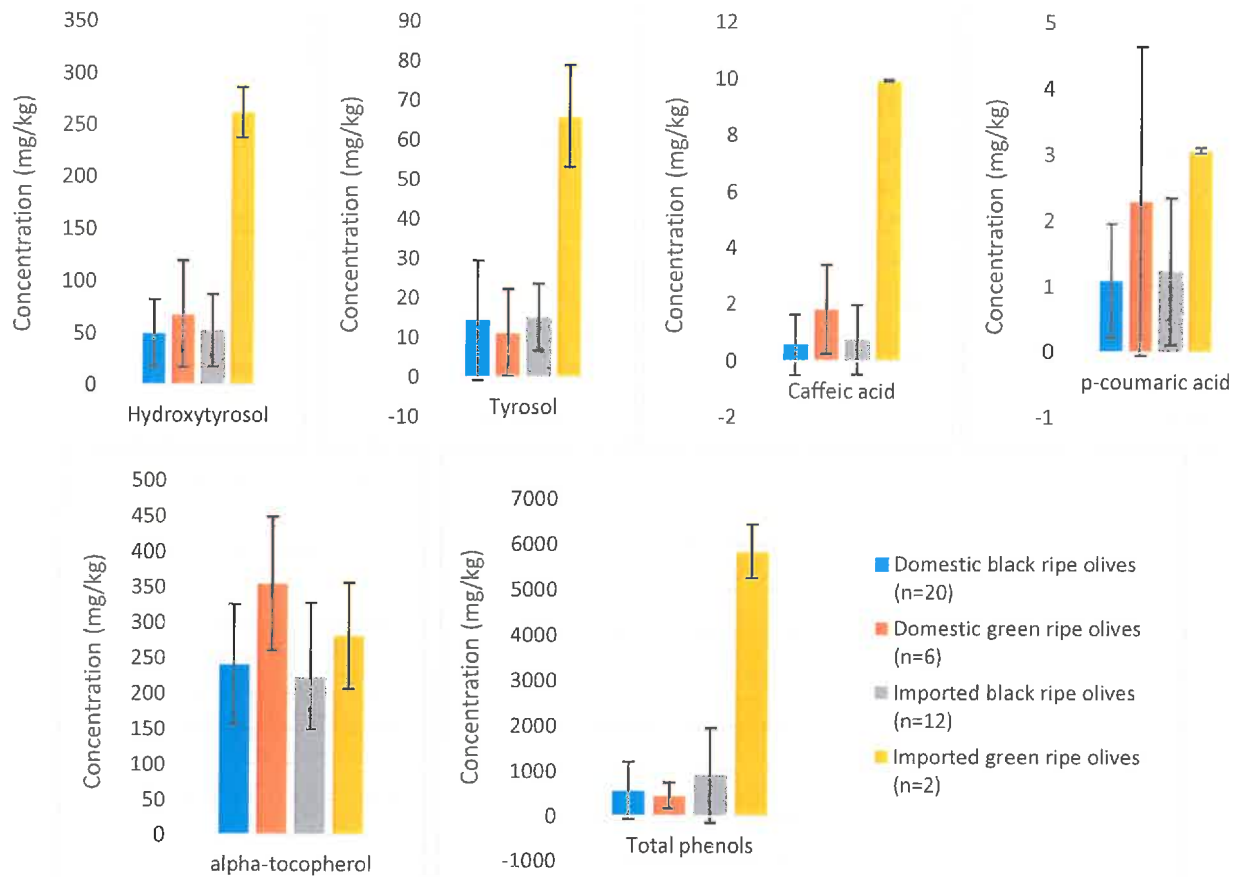 350
300
250
200
150
100
50
0
Concentration (mg/kg)
Hydroxytyrosol
90
80
70
60
50
40
30
20
10
0
-10
Concentration (mg/kg)
Tyrosol
12
10
8
6
4
2
0
-2
Concentration (mg/kg)
Caffeic acid
5
4
3
2
1
0
-1
Concentration (mg/kg)
p-coumaric acid
500
450
400
350
300
250
200
150
100
50
0
Concentration (mg/kg)
alpha-tocopherol
7000
6000
5000
4000
3000
2000
1000
0
-1000
Concentration (mg/kg)
Total phenols
Domestic black ripe olives
(n=20)
Domestic green ripe olives
(n=6)
Imported black ripe olives
(n=12)
Imported green ripe olives
(n=2)